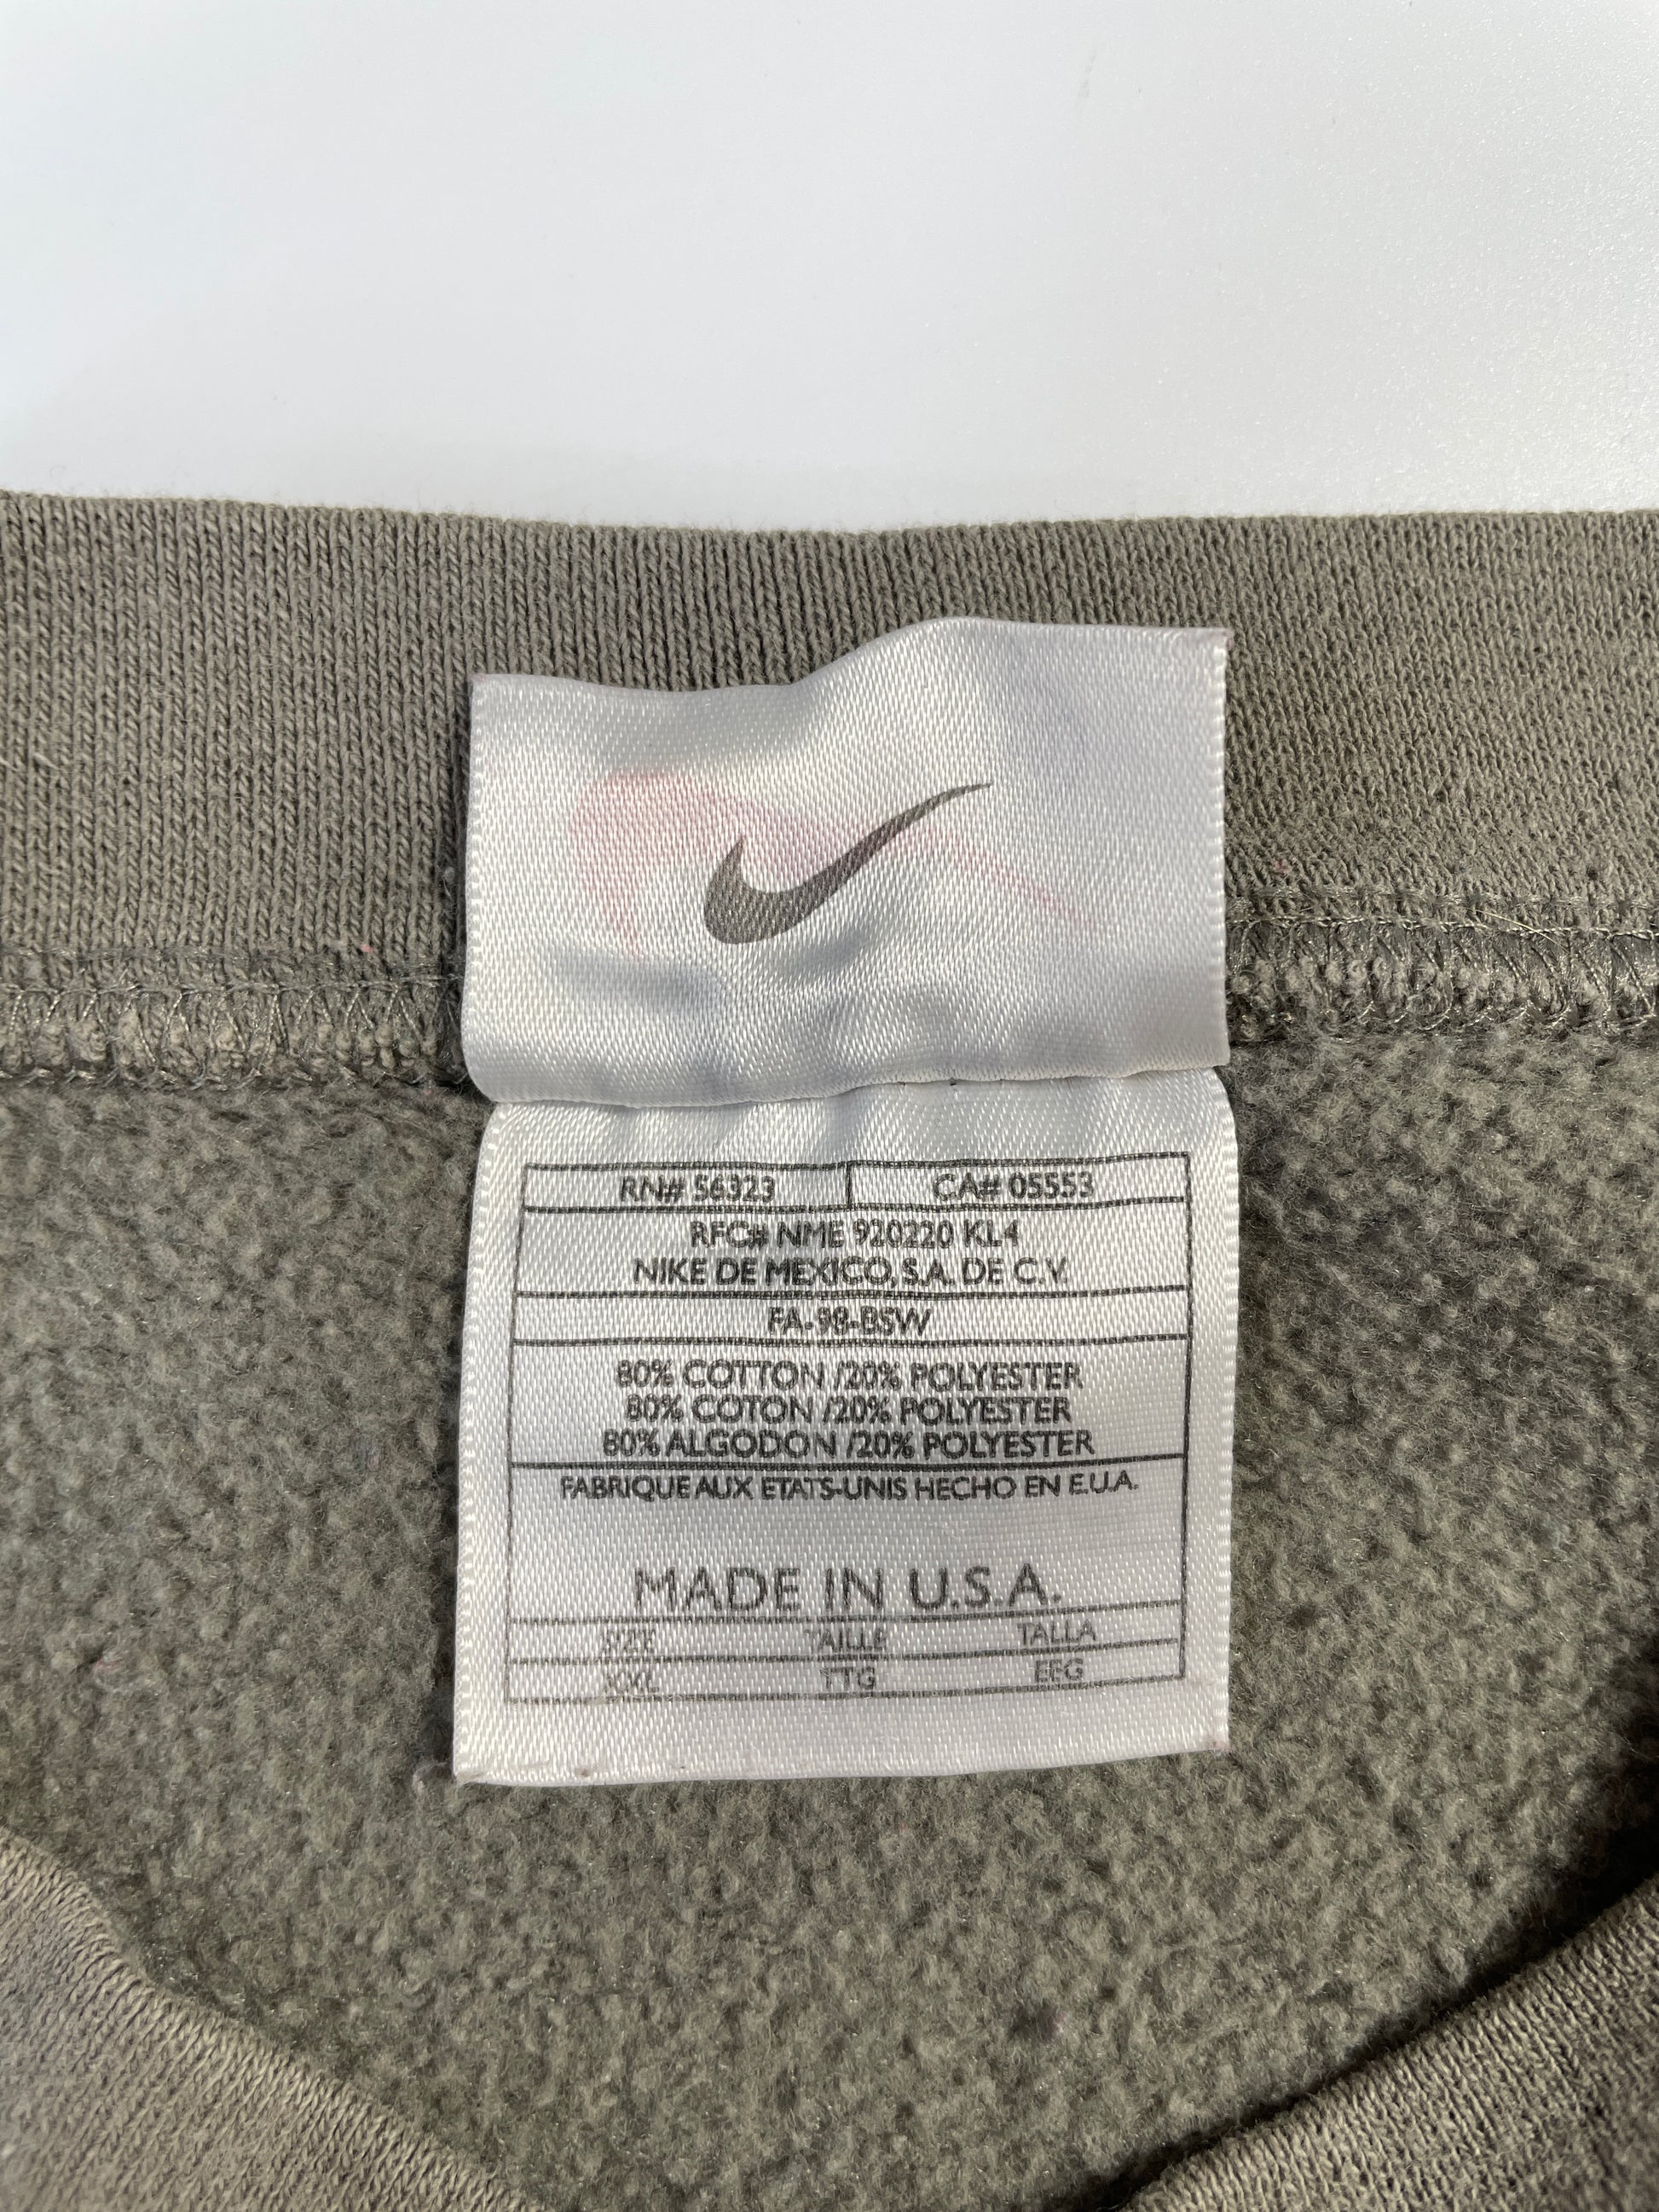 RN# 56323 CA# 05553
RFC# NME 920220 KL4
NIKE DE MEXICO, S.A. DE C.V.
FA-98-BSW
80% COTTON /20% POLYESTER
80% COTON /20% POLYESTER
80% ALGODON /20% POLYESTER
FABRIQUE AUX ETATS-UNIS HECHO EN E.U.A.
MADE IN U.S.A.
SIZE TAILLE TALLA
XXL TTG EEG